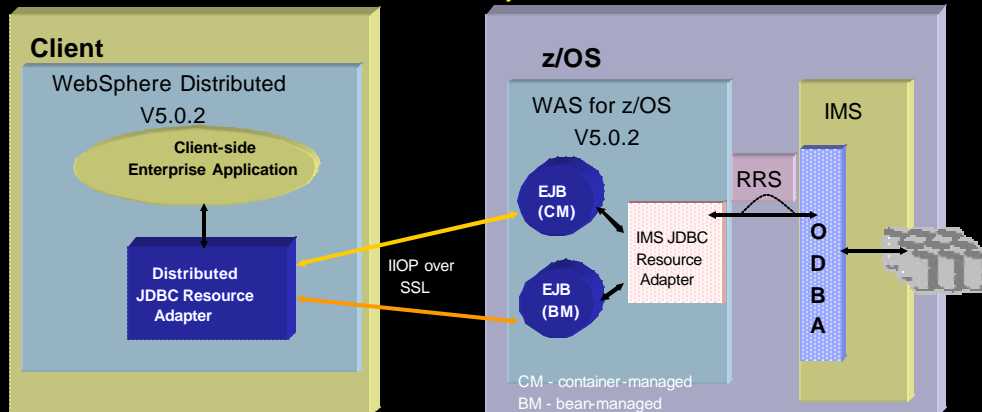 Client
WebSphere Distributed
V5.0.2
Client-side
Enterprise Application
Distributed
JDBC Resource
Adapter
IIOP over
SSL
z/OS
WAS for z/OS
V5.0.2
EJB
(CM)
EJB
(BM)
IMS JDBC
Resource
Adapter
CM - container-managed
BM - bean-managed
RRS
IMS
O
D
B
A